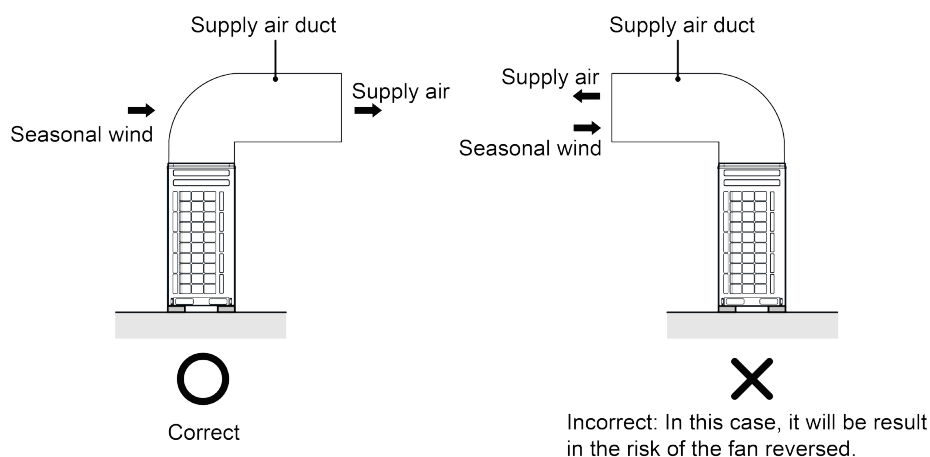 Supply air duct
Supply air
Seasonal wind
Correct
Supply air duct
Supply air
Seasonal wind
Incorrect: In this case, it will be result
in the risk of the fan reversed.